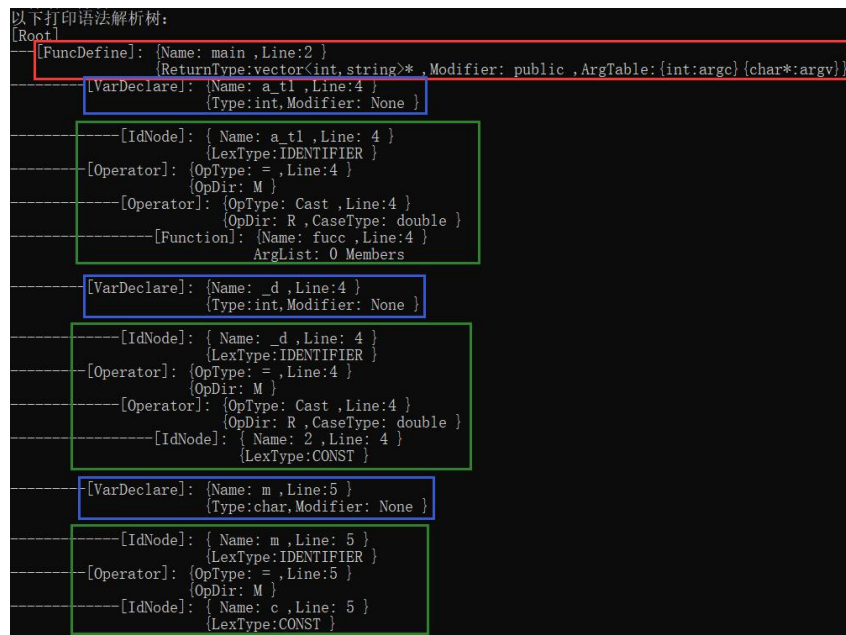 以下打印语法解析树:
[Root]
----[FuncDefine]: {Name: main ,Line:2 }
{ReturnType:vector<int,string>* ,Modifier: public ,ArgTable:{int:argc}{char*:argv}}
---------[VarDeclare]: {Name: a_t1 ,Line:4 }
{Type:int,Modifier: None }
-------------[IdNode]: { Name: a_t1 ,Line: 4 }
{LexType:IDENTIFIER }
---------[Operator]: {OpType: = ,Line:4 }
{OpDir: M }
-------------[Operator]: {OpType: Cast ,Line:4 }
{OpDir: R ,CaseType: double }
-----------------[Function]: {Name: fucc ,Line:4 }
ArgList: 0 Members
---------[VarDeclare]: {Name: _d ,Line:4 }
{Type:int,Modifier: None }
-------------[IdNode]: { Name: _d ,Line: 4 }
{LexType:IDENTIFIER }
---------[Operator]: {OpType: = ,Line:4 }
{OpDir: M }
-------------[Operator]: {OpType: Cast ,Line:4 }
{OpDir: R ,CaseType: double }
-----------------[IdNode]: { Name: 2 ,Line: 4 }
{LexType:CONST }
---------[VarDeclare]: {Name: m ,Line:5 }
{Type:char,Modifier: None }
-------------[IdNode]: { Name: m ,Line: 5 }
{LexType:IDENTIFIER }
---------[Operator]: {OpType: = ,Line:5 }
{OpDir: M }
-------------[IdNode]: { Name: c ,Line: 5 }
{LexType:CONST }